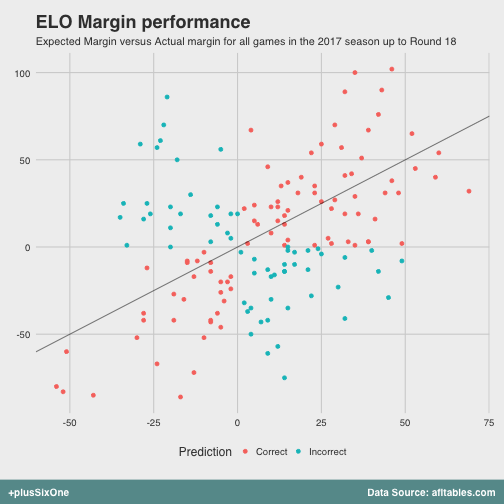 ELO Margin performance
Expected Margin versus Actual margin for all games in the 2017 season up to Round 18
100
50
0
-50
-50
-25
0
25
50
75
Prediction
Correct
Incorrect
+plusSixOne
Data Source: afltables.com